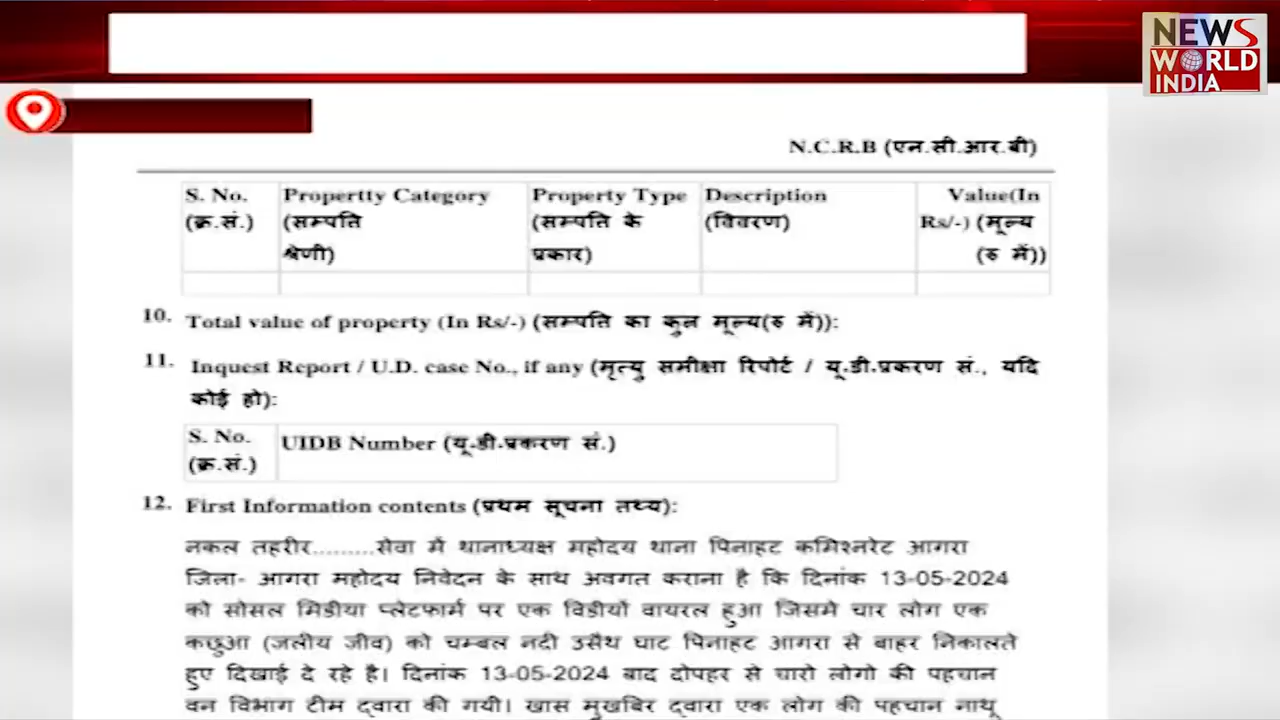 NEWS
WORLD
INDIA
N.C.R.B (एन.सी.आर.बी)
S. No. Propertty Category Property Type Description Value(In
(क्र.सं.) (सम्पति (सम्पति के (विवरण) Rs/-) (मूल्य
श्रेणी) प्रकार) (रु में))
10. Total value of property (In Rs/-) (सम्पति का कुल मूल्य(रु में)):
11. Inquest Report / U.D. case No., if any (मृत्यु समीक्षा रिपोर्ट / यू.डी.प्रकरण सं., यदि
कोई हो):
S. No. UIDB Number (यू.डी.प्रकरण सं.)
(क्र.सं.)
12. First Information contents (प्रथम सूचना तथ्य):
नकल तहरीर.........सेवा में थानाध्यक्ष महोदय थाना पिनाहट कमिश्नरेट आगरा
जिला- आगरा महोदय निवेदन के साथ अवगत कराना है कि दिनांक 13-05-2024
को सोसल मिडीया प्लेटफार्म पर एक विडीयों वायरल हुआ जिसमे चार लोग एक
कछुआ (जलीय जीव) को चम्बल नदी उसैथ घाट पिनाहट आगरा से बाहर निकालते
हुए दिखाई दे रहे है। दिनांक 13-05-2024 बाद दोपहर से चारो लोगो की पहचान
वन विभाग टीम द्वारा की गयी। खास मुखबिर द्वारा एक लोग की पहचान नाथू